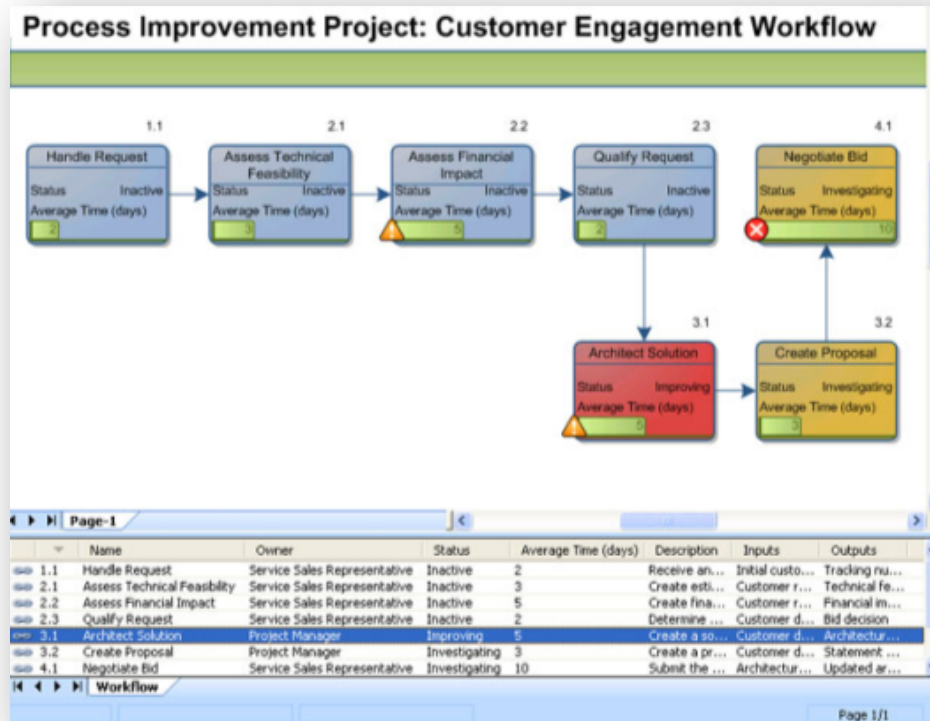 Process Improvement Project: Customer Engagement Workflow
1.1 2.1 2.2 2.3 4.1
Handle Request
Status Inactive
Average Time (days)
2
Assess Technical
Feasibility
Status Inactive
Average Time (days)
3
Assess Financial
Impact
Status Inactive
Average Time (days)
5
Qualify Request
Status Inactive
Average Time (days)
2
Negotiate Bid
Status Investigating
Average Time (days)
10
3.1 3.2
Architect Solution
Status Improving
Average Time (days)
5
Create Proposal
Status Investigating
Average Time (days)
3
Page-1
Name Owner Status Average Time (days) Description Inputs Outputs
1.1 Handle Request Service Sales Representative Inactive 2 Receive an... Initial custo... Tracking nu...
2.1 Assess Technical Feasibility Service Sales Representative Inactive 3 Create esti... Customer r... Technical fe...
2.2 Assess Financial Impact Service Sales Representative Inactive 5 Create fina... Customer r... Financial im...
2.3 Qualify Request Service Sales Representative Inactive 2 Determine ... Customer d... Bid decision
3.1 Architect Solution Project Manager Improving 5 Create a so... Customer d... Architectur...
3.2 Create Proposal Project Manager Investigating 3 Create a pr... Customer d... Statement ...
4.1 Negotiate Bid Service Sales Representative Investigating 10 Submit the ... Architectur... Updated ar...
Workflow
Page 1/1